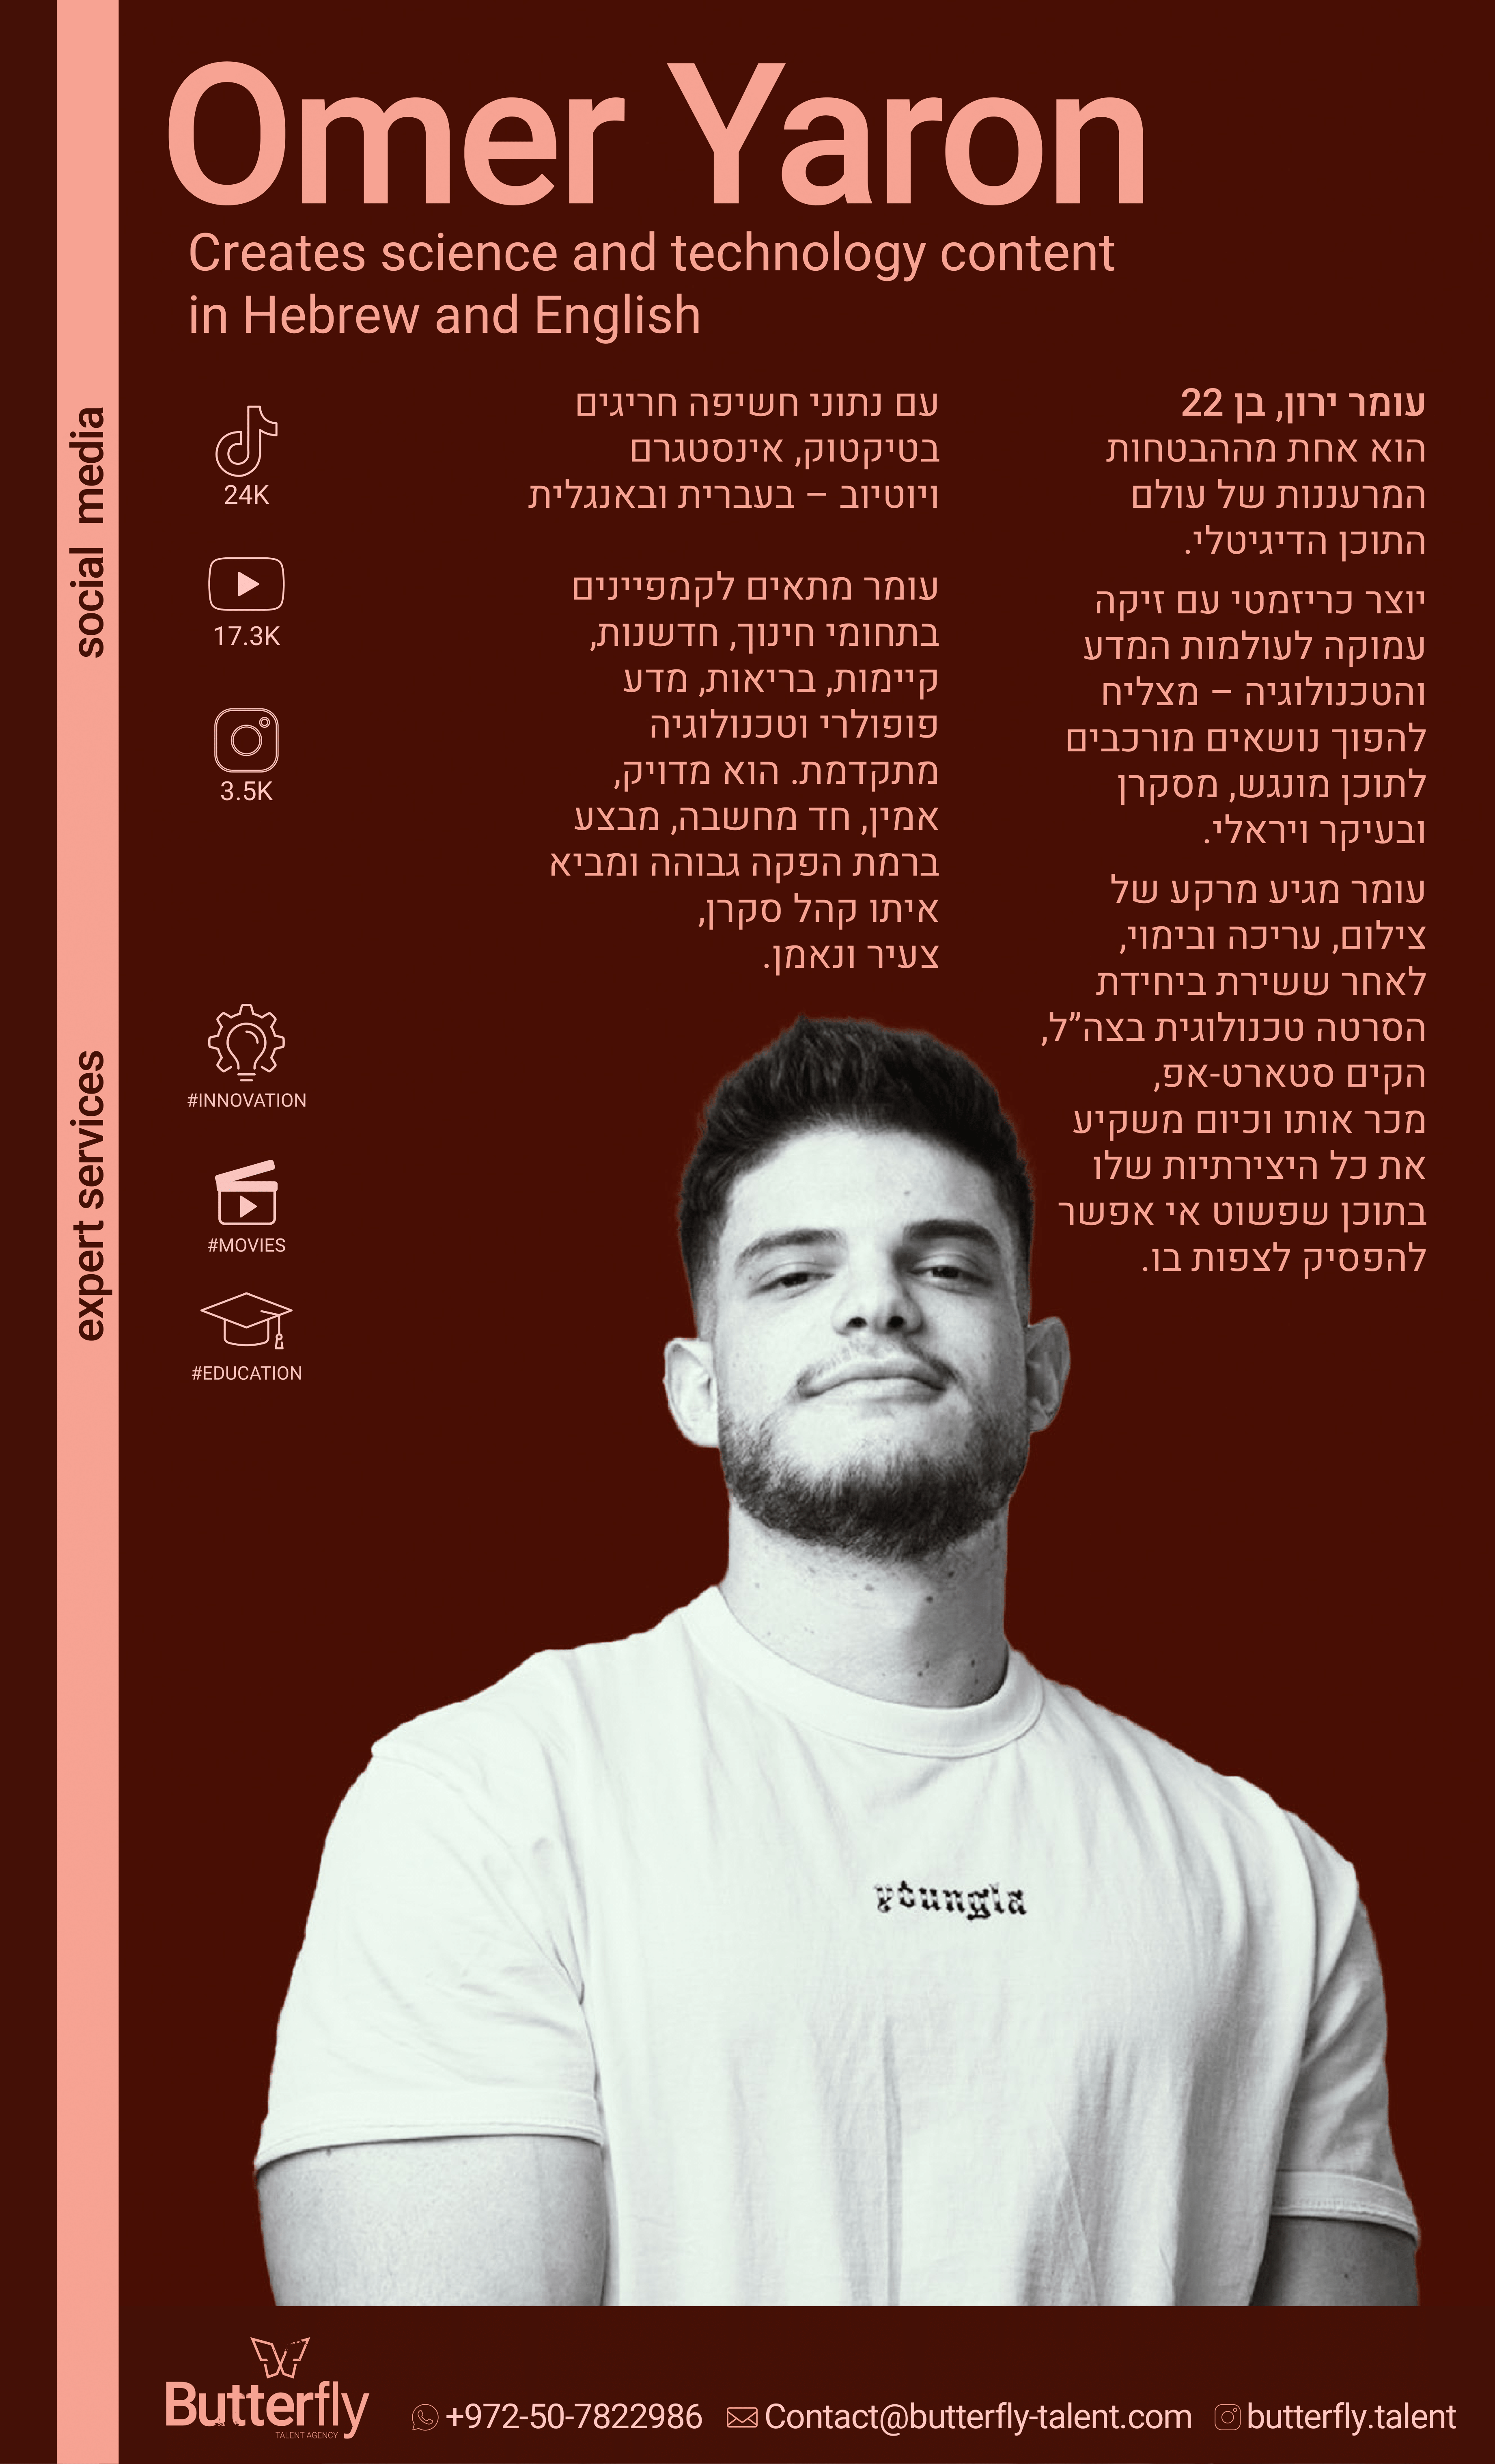 Omer Yaron
Creates science and technology content
in Hebrew and English
social media
24K
17.3K
3.5K
expert services
#INNOVATION
#MOVIES
#EDUCATION
עומר ירון, בן 22
הוא אחת מההבטחות
המרעננות של עולם
התוכן הדיגיטלי.
יוצר כריזמטי עם זיקה
עמוקה לעולמות המדע
והטכנולוגיה – מצליח
להפוך נושאים מורכבים
לתוכן מונגש, מסקרן
ובעיקר ויראלי.
עומר מגיע מרקע של
צילום, עריכה ובימוי,
לאחר ששירת ביחידת
הסרטה טכנולוגית בצה”ל,
הקים סטארט-אפ,
מכר אותו וכיום משקיע
את כל היצירתיות שלו
בתוכן שפשוט אי אפשר
להפסיק לצפות בו.
עם נתוני חשיפה חריגים
בטיקטוק, אינסטגרם
ויוטיוב – בעברית ובאנגלית
עומר מתאים לקמפיינים
בתחומי חינוך, חדשנות,
קיימות, בריאות, מדע
פופולרי וטכנולוגיה
מתקדמת. הוא מדויק,
אמין, חד מחשבה, מבצע
ברמת הפקה גבוהה ומביא
איתו קהל סקרן,
צעיר ונאמן.
youngla
Butterfly
TALENT AGENCY
+972-50-7822986
Contact@butterfly-talent.com
butterfly.talent